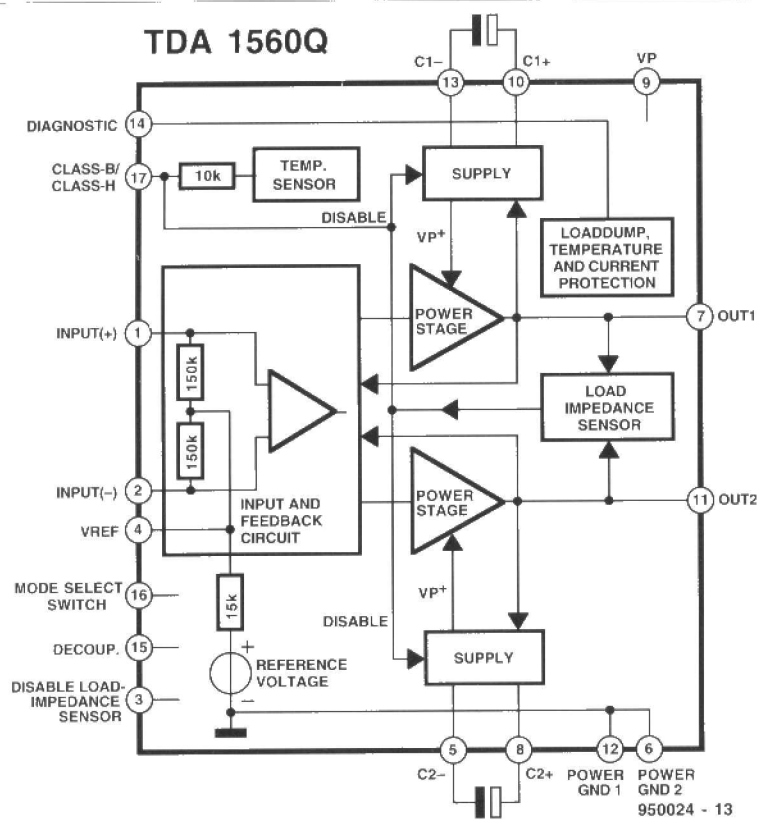 TDA 1560Q
C1–
C1+
VP
13
10
9
DIAGNOSTIC
14
CLASS-B/
CLASS-H
17
10k
TEMP.
SENSOR
SUPPLY
DISABLE
VP+
LOADDUMP,
TEMPERATURE
AND CURRENT
PROTECTION
POWER
STAGE
7
OUT1
INPUT(+)
1
150k
150k
LOAD
IMPEDANCE
SENSOR
INPUT(–)
2
INPUT AND
FEEDBACK
CIRCUIT
POWER
STAGE
11
OUT2
VREF
4
MODE SELECT
SWITCH
16
15k
VP+
DISABLE
DECOUP.
15
+
REFERENCE
VOLTAGE
–
SUPPLY
DISABLE LOAD-
IMPEDANCE
SENSOR
3
5
8
12
6
C2–
C2+
POWER
GND 1
POWER
GND 2
950024 - 13